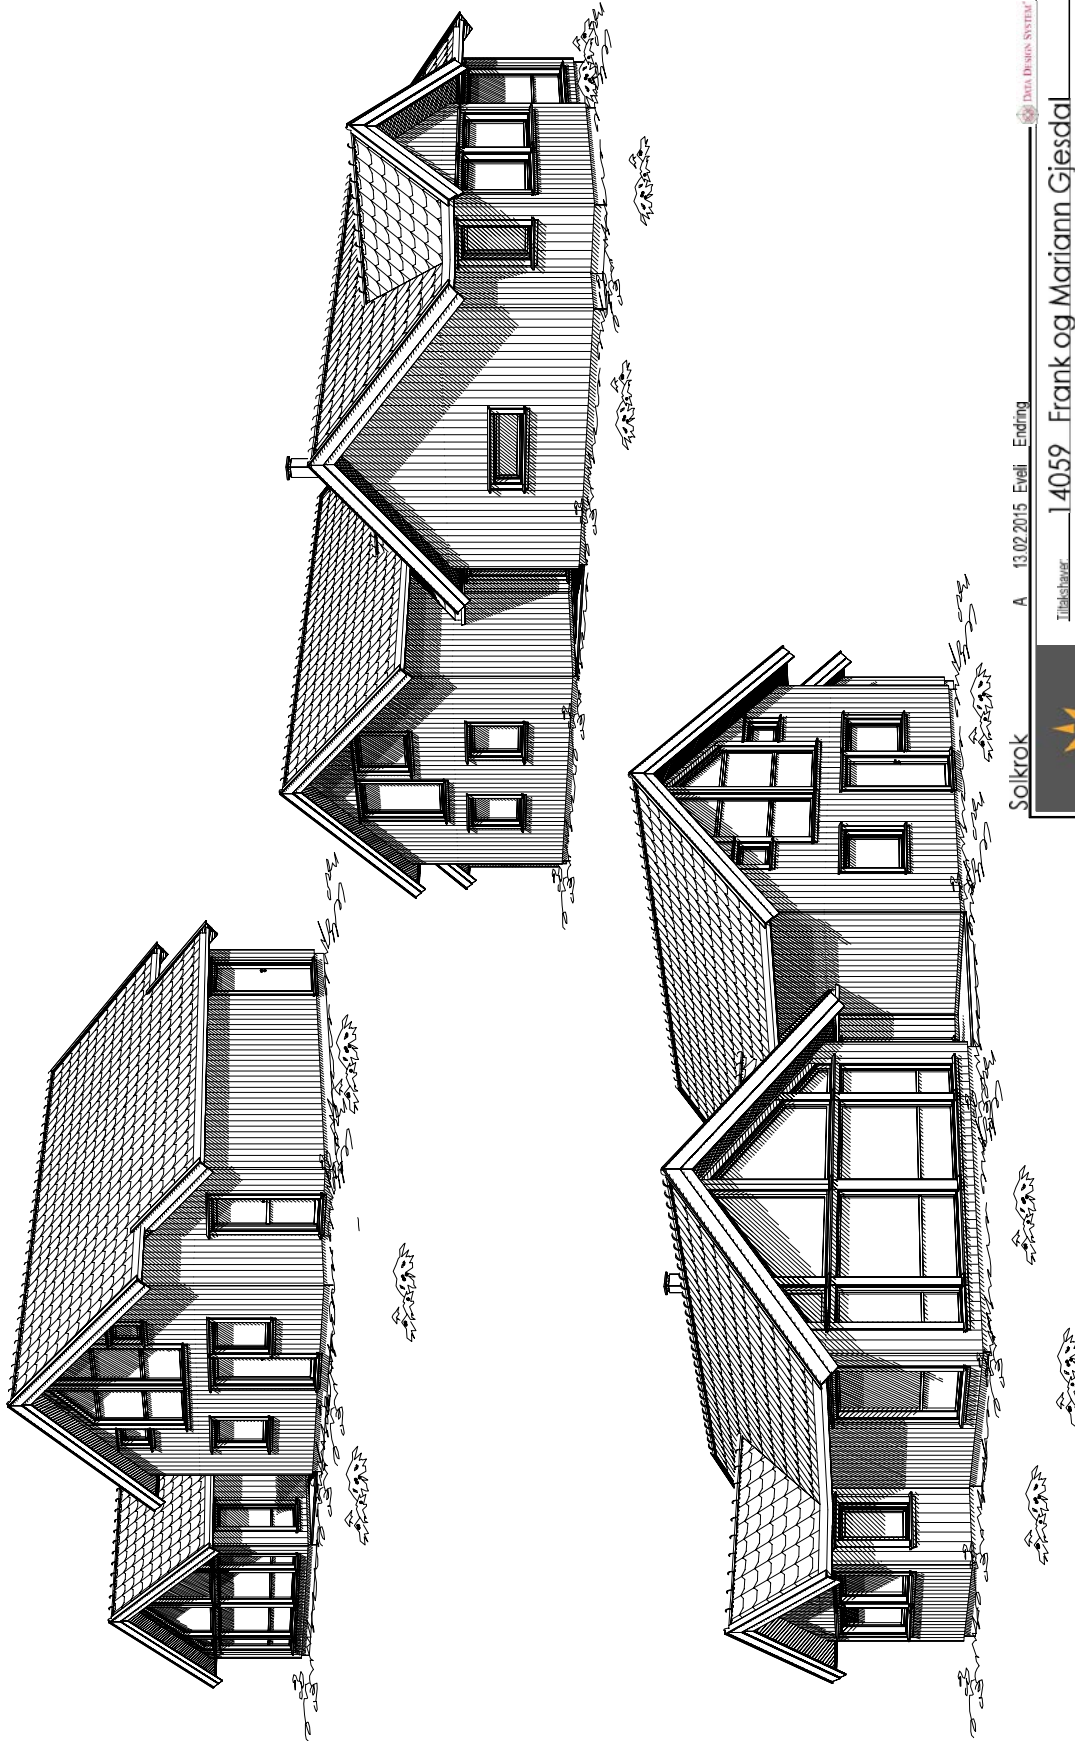 DATA DESIGN SYSTEM
Solkrok A 13.02.2015 Eveli Endring
Tiltakshaver: 14059 Frank og Mariann Gjesdal